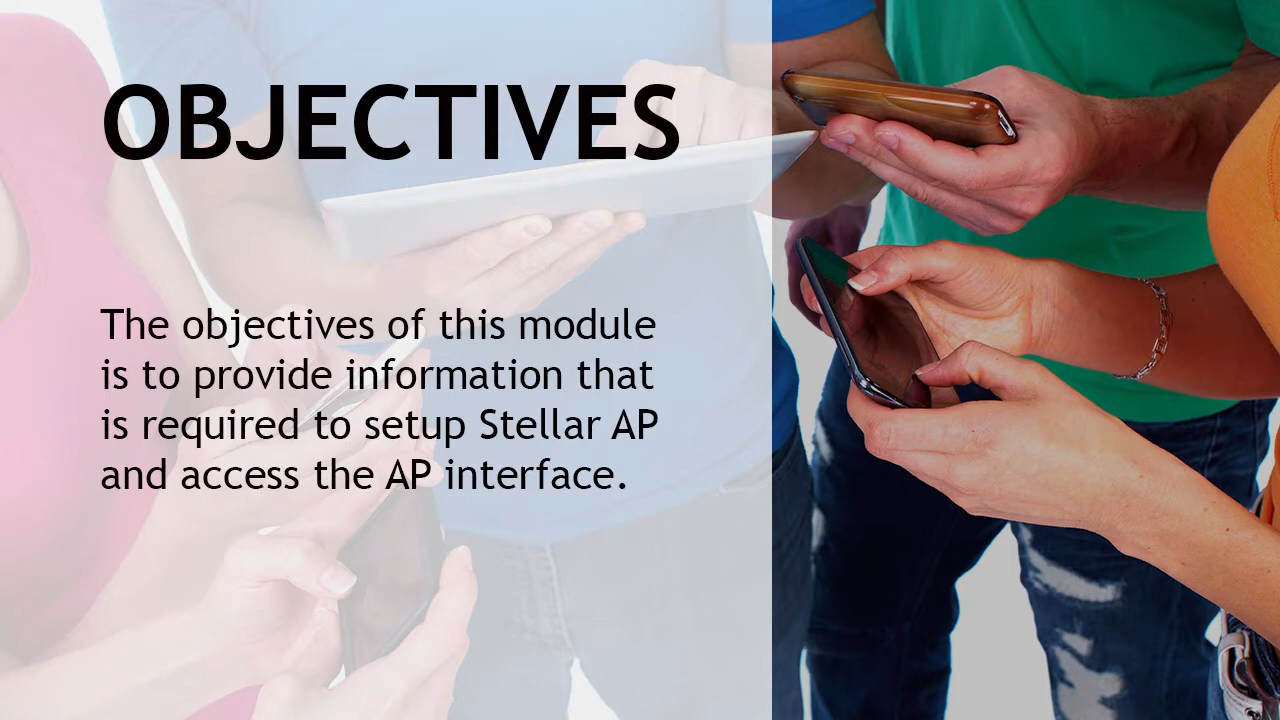 OBJECTIVES
The objectives of this module
is to provide information that
is required to setup Stellar AP
and access the AP interface.